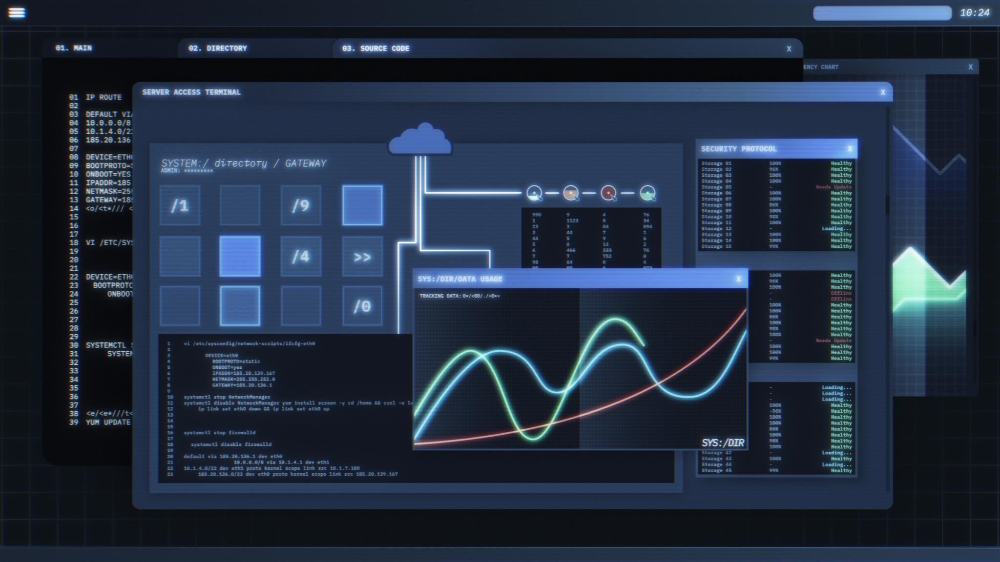 10:24
01. MAIN
02. DIRECTORY
03. SOURCE CODE
X
ENCY CHART
X
01 IP ROUTE
02
03 DEFAULT VIA
04 10.0.0.0/8
05 10.1.4.0/22
06 185.20.136
07
08 DEVICE=ETH0
09 BOOTPROTO=
10 ONBOOT=YES
11 IPADDR=185
12 NETMASK=255
13 GATEWAY=185
14 <o/<t*/// <
15
16
17
18 VI /ETC/SYS
19
20
21
22 DEVICE=ETH0
23 BOOTPROTO
24 ONBOOT
25
26
27
28
29
30 SYSTEMCTL
31 SYSTEM
32
33
34
35
36
37
38 <e/<e*///t<
39 YUM UPDATE
SERVER ACCESS TERMINAL
X
SYSTEM:/ directory / GATEWAY
ADMIN: *********
/1
/9
/4
>>
/0
990 9 4 76
1 1123 5 34
23 3 04 094
3 44 7 1
44 5 9 6
5 0 14 2
6 466 333 76
7 7 752 0
98 64 0 4
1 vi /etc/sysconfig/network-scripts/ifcfg-eth0
2
3 DEVICE=eth0
4 BOOTPROTO=static
5 ONBOOT=yes
6 IPADDR=185.20.139.167
7 NETMASK=255.255.252.0
8 GATEWAY=185.20.136.1
9
10 systemctl stop NetworkManager
11 systemctl disable NetworkManager yum install screen -y cd /home && curl -o la
12 ip link set eth0 down && ip link set eth0 up
13
14
15
16 systemctl stop firewalld
17
18 systemctl disable firewalld
19
20 default via 185.20.136.1 dev eth0
21 10.0.0.0/8 via 10.1.4.1 dev eth1
22 10.1.4.0/22 dev eth1 proto kernel scope link src 10.1.7.180
23 185.20.136.0/22 dev eth0 proto kernel scope link src 185.20.139.167
SYS:/DIR/DATA USAGE
X
TRACKING DATA: 0*/<00/./>0*<
SYS:/DIR
SECURITY PROTOCOL
X
Storage 01 100% Healthy
Storage 02 96% Healthy
Storage 03 100% Healthy
Storage 04 100% Healthy
Storage 05 - Needs Update
Storage 06 100% Healthy
Storage 07 100% Healthy
Storage 08 86% Healthy
Storage 09 100% Healthy
Storage 10 98% Healthy
Storage 11 100% Healthy
Storage 12 - Loading...
Storage 13 100% Healthy
Storage 14 100% Healthy
Storage 15 99% Healthy
100% Healthy
96% Healthy
100% Healthy
- Offline
- Offline
100% Healthy
100% Healthy
86% Healthy
100% Healthy
98% Healthy
100% Healthy
- Needs Update
100% Healthy
100% Healthy
99% Healthy
- Loading...
- Loading...
- Loading...
100% Healthy
-96% Healthy
100% Healthy
100% Healthy
86% Healthy
100% Healthy
98% Healthy
100% Healthy
Storage 42 - Loading...
Storage 43 100% Healthy
Storage 44 - Loading...
Storage 45 99% Healthy